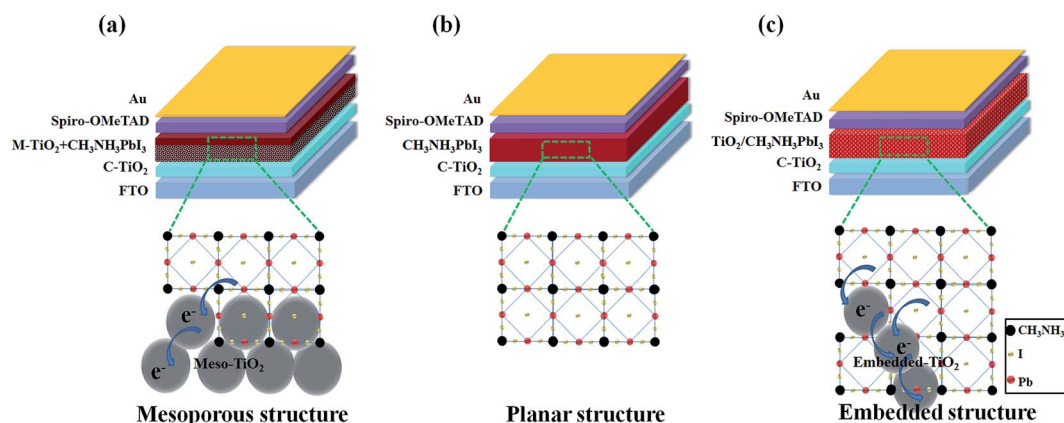 (a)
Au
Spiro-OMeTAD
M-TiO₂+CH₃NH₃PbI₃
C-TiO₂
FTO
e⁻
e⁻
Meso-TiO₂
Mesoporous structure
(b)
Au
Spiro-OMeTAD
CH₃NH₃PbI₃
C-TiO₂
FTO
Planar structure
(c)
Au
Spiro-OMeTAD
TiO₂/CH₃NH₃PbI₃
C-TiO₂
FTO
e⁻
e⁻
Embedded-TiO₂
Embedded structure
CH₃NH₃
I
Pb